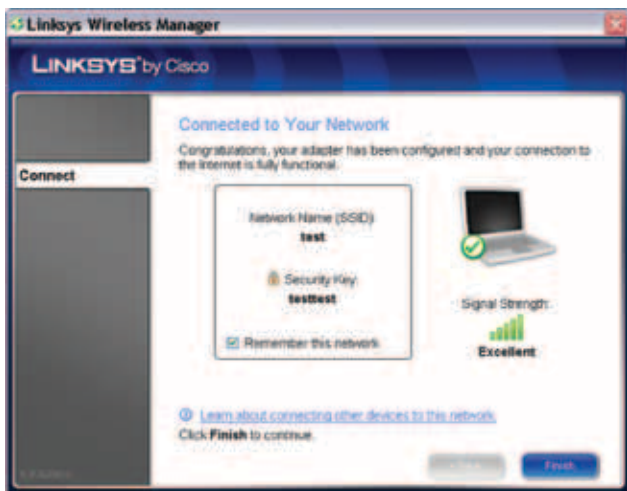 Linksys Wireless Manager
LINKSYS® by Cisco
Connect
Connected to Your Network
Congratulations, your adapter has been configured and your connection to
the Internet is fully functional.
Network Name (SSID)
test
Security Key:
testtest
Remember this network
Signal Strength:
Excellent
Learn about connecting other devices to this network
Click Finish to continue.
Finish